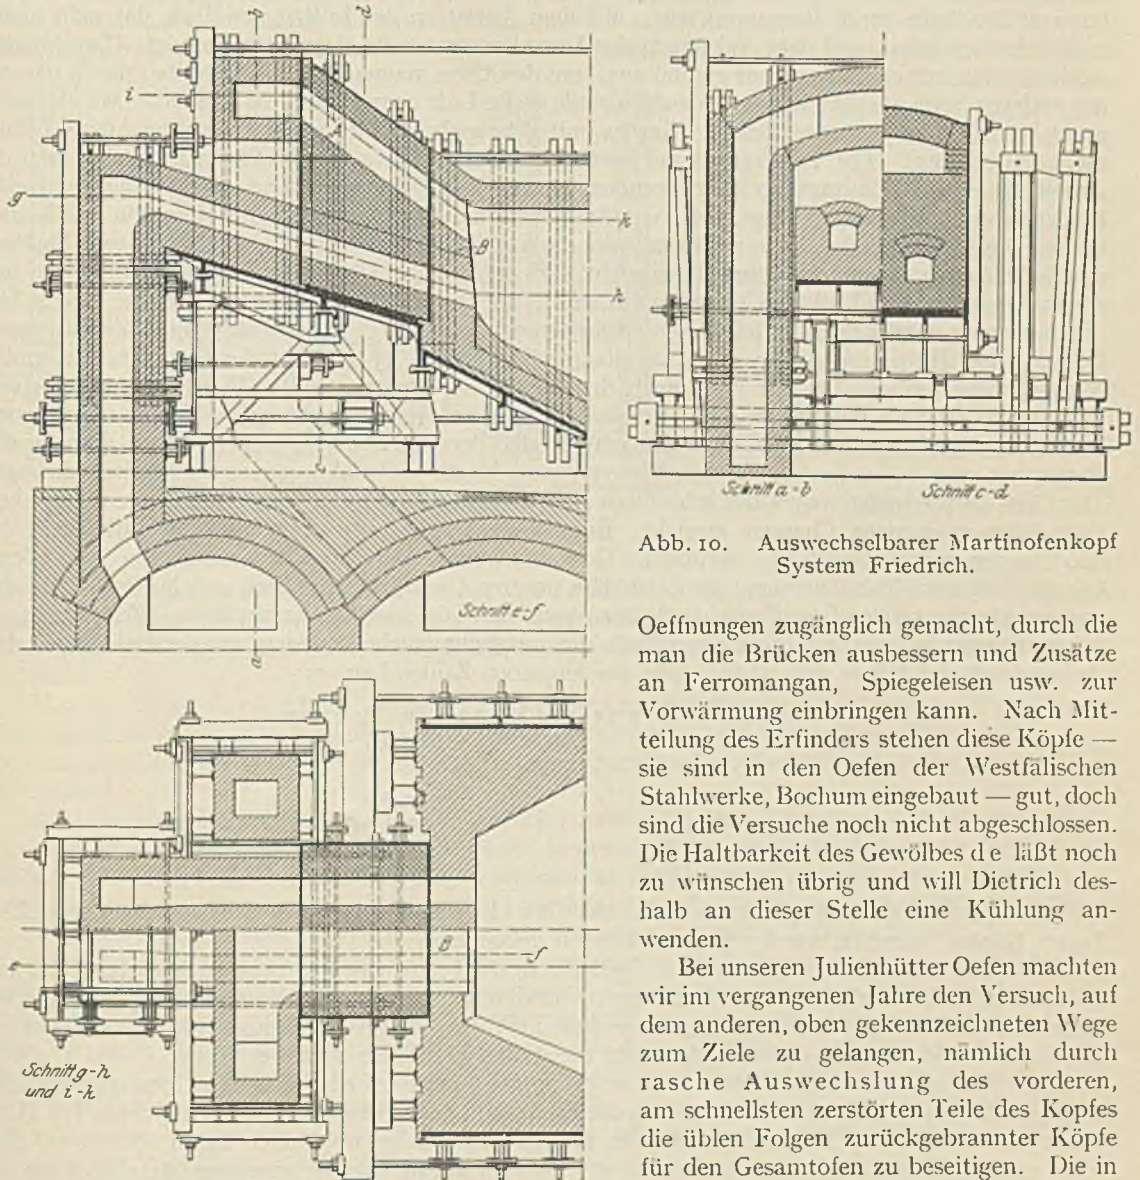 i
A
g
B
k
h
Schnitt e-f
Schnitt a-b
Schnitt c-d
Abb. 10. Auswechselbarer Martinofenkopf
System Friedrich.
B
e
f
Schnitt g-h
und i-k
Oeffnungen zugänglich gemacht, durch die
man die Brücken ausbessern und Zusätze
an Ferromangan, Spiegeleisen usw. zur
Vorwärmung einbringen kann. Nach Mit-
teilung des Erfinders stehen diese Köpfe —
sie sind in den Oefen der Westfälischen
Stahlwerke, Bochum eingebaut — gut, doch
sind die Versuche noch nicht abgeschlossen.
Die Haltbarkeit des Gewölbes d e läßt noch
zu wünschen übrig und will Dietrich des-
halb an dieser Stelle eine Kühlung an-
wenden.
Bei unseren Julienhütter Oefen machten
wir im vergangenen Jahre den Versuch, auf
dem anderen, oben gekennzeichneten Wege
zum Ziele zu gelangen, nämlich durch
rasche Auswechslung des vorderen,
am schnellsten zerstörten Teile des Kopfes
die üblen Folgen zurückgebrannter Köpfe
für den Gesamtofen zu beseitigen. Die in